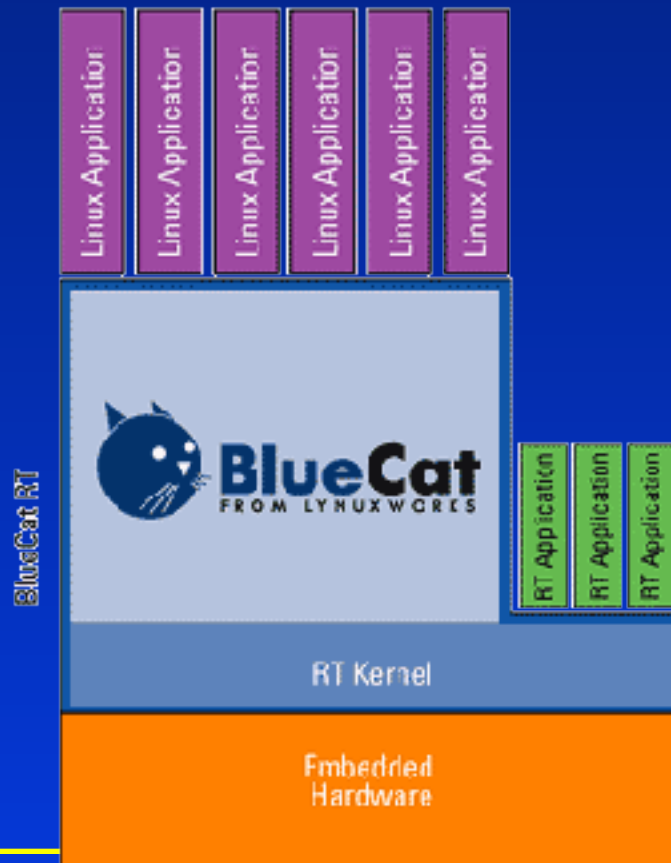 Linux Application
Linux Application
Linux Application
Linux Application
Linux Application
Linux Application
BlueCat
FROM LYNUXWORKS
BlueCat RT
RT Application
RT Application
RT Application
RT Kernel
Embedded
Hardware